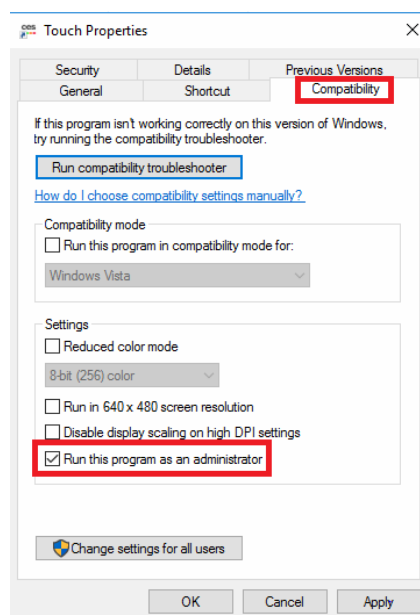 ces
Touch Properties
Security Details Previous Versions
General Shortcut Compatibility
If this program isn't working correctly on this version of Windows,
try running the compatibility troubleshooter.
Run compatibility troubleshooter
How do I choose compatibility settings manually?
Compatibility mode
Run this program in compatibility mode for:
Windows Vista
Settings
Reduced color mode
8-bit (256) color
Run in 640 x 480 screen resolution
Disable display scaling on high DPI settings
Run this program as an administrator
Change settings for all users
OK Cancel Apply